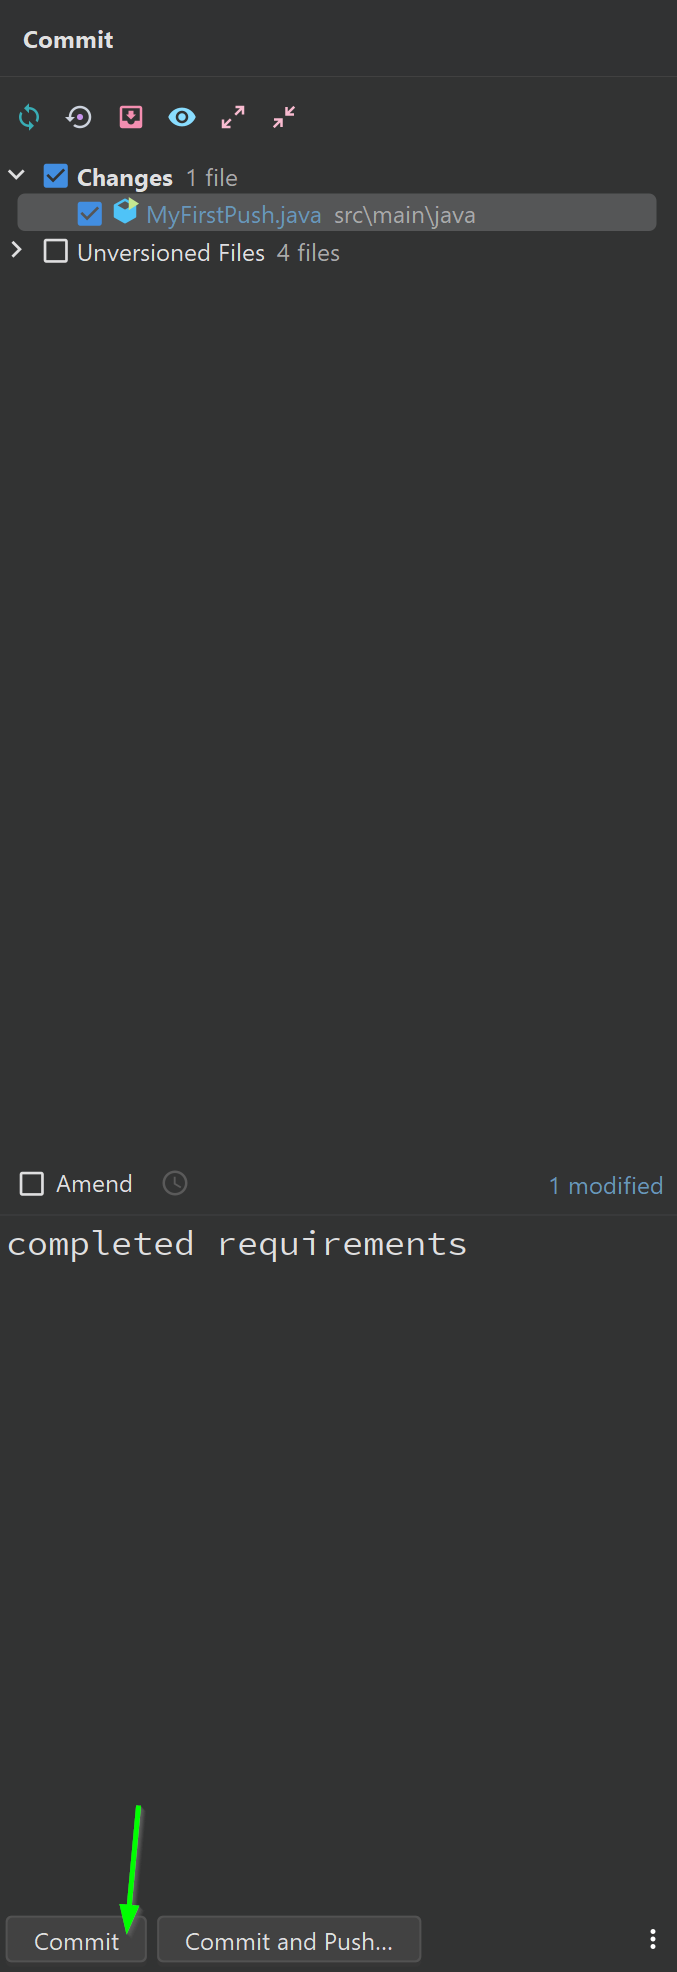 Commit
Changes 1 file
MyFirstPush.java src\main\java
Unversioned Files 4 files
Amend 1 modified
completed requirements
Commit Commit and Push...